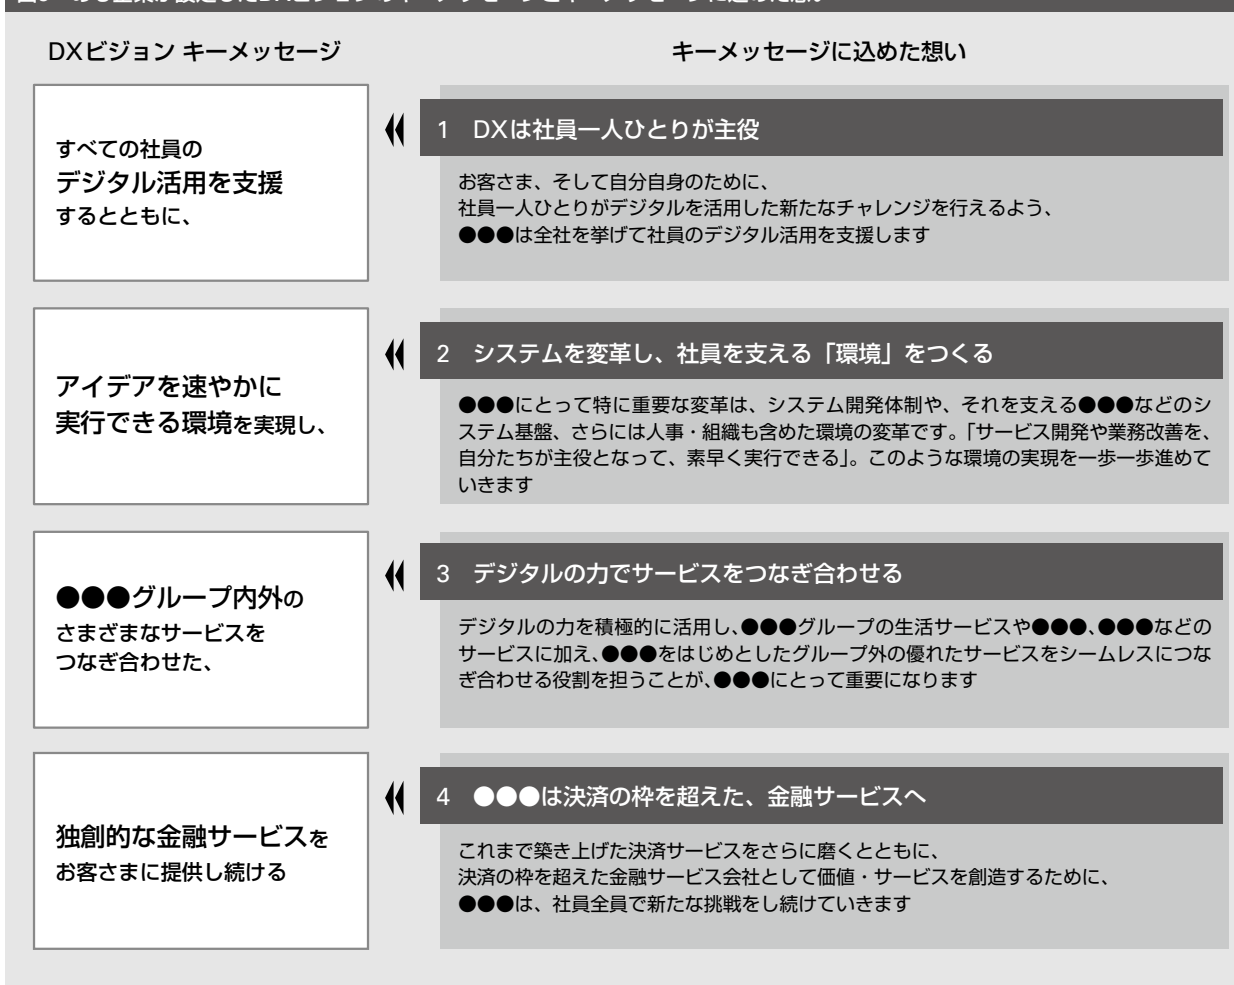 DXビジョン キーメッセージ
キーメッセージに込めた想い
すべての社員の
デジタル活用を支援
するとともに、
1 DXは社員一人ひとりが主役
お客さま、そして自分自身のために、
社員一人ひとりがデジタルを活用した新たなチャレンジを行えるよう、
●●●は全社を挙げて社員のデジタル活用を支援します
アイデアを速やかに
実行できる環境を実現し、
2 システムを変革し、社員を支える「環境」をつくる
●●●にとって特に重要な変革は、システム開発体制や、それを支える●●●などのシ
ステム基盤、さらには人事・組織も含めた環境の変革です。「サービス開発や業務改善を、
自分たちが主役となって、素早く実行できる」。このような環境の実現を一歩一歩進めて
いきます
●●●グループ内外の
さまざまなサービスを
つなぎ合わせた、
3 デジタルの力でサービスをつなぎ合わせる
デジタルの力を積極的に活用し、●●●グループの生活サービスや●●●、●●●などの
サービスに加え、●●●をはじめとしたグループ外の優れたサービスをシームレスにつな
ぎ合わせる役割を担うことが、●●●にとって重要になります
独創的な金融サービスを
お客さまに提供し続ける
4 ●●●は決済の枠を超えた、金融サービスへ
これまで築き上げた決済サービスをさらに磨くとともに、
決済の枠を超えた金融サービス会社として価値・サービスを創造するために、
●●●は、社員全員で新たな挑戦をし続けていきます